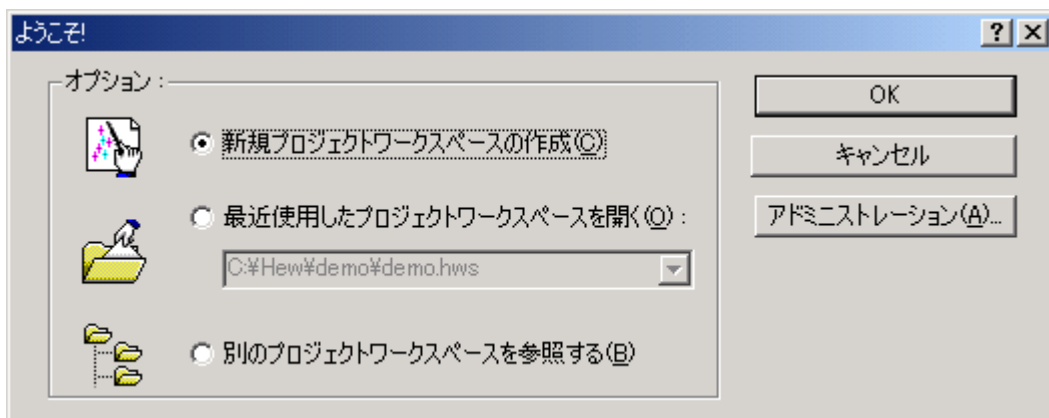 ようこそ!
オプション :
新規プロジェクトワークスペースの作成(C)
最近使用したプロジェクトワークスペースを開く(O) :
C:¥Hew¥demo¥demo.hws
別のプロジェクトワークスペースを参照する(B)
OK
キャンセル
アドミニストレーション(A)...